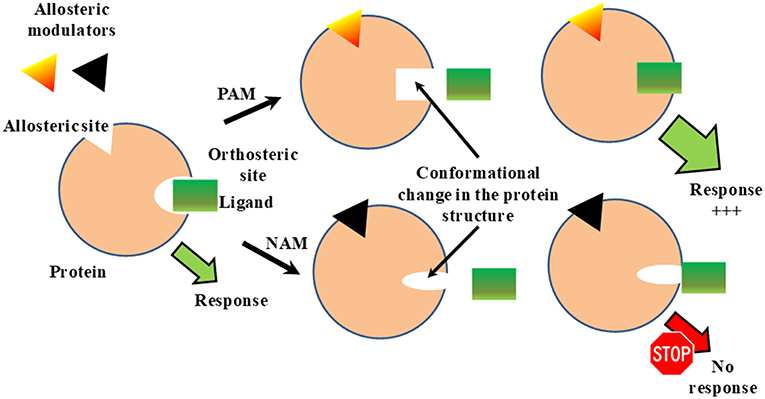 Allosteric
modulators
Allosteric site
PAM
Orthosteric
site
Ligand
Protein
Response
NAM
Conformational
change in the protein
structure
Response
+++
STOP
No
response